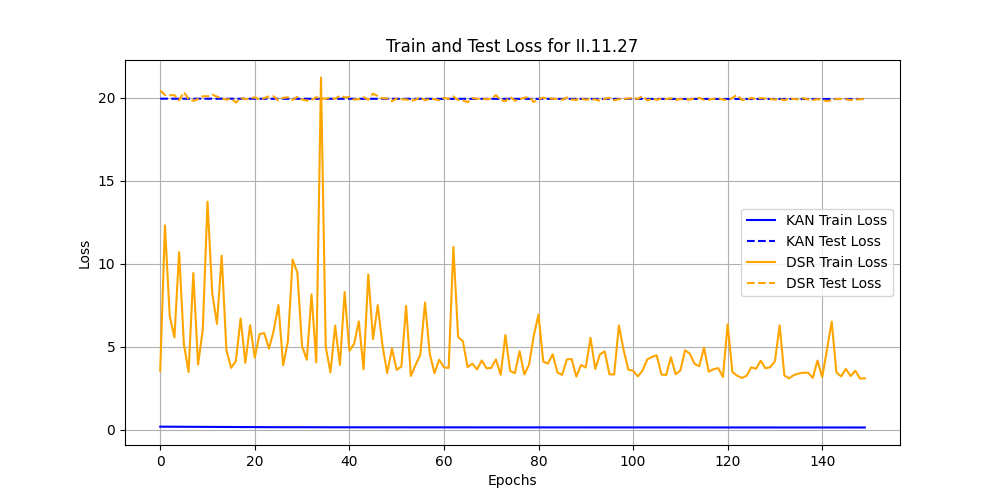 Train and Test Loss for II.11.27
Loss
20
15
10
5
0
KAN Train Loss
KAN Test Loss
DSR Train Loss
DSR Test Loss
0 20 40 60 80 100 120 140
Epochs